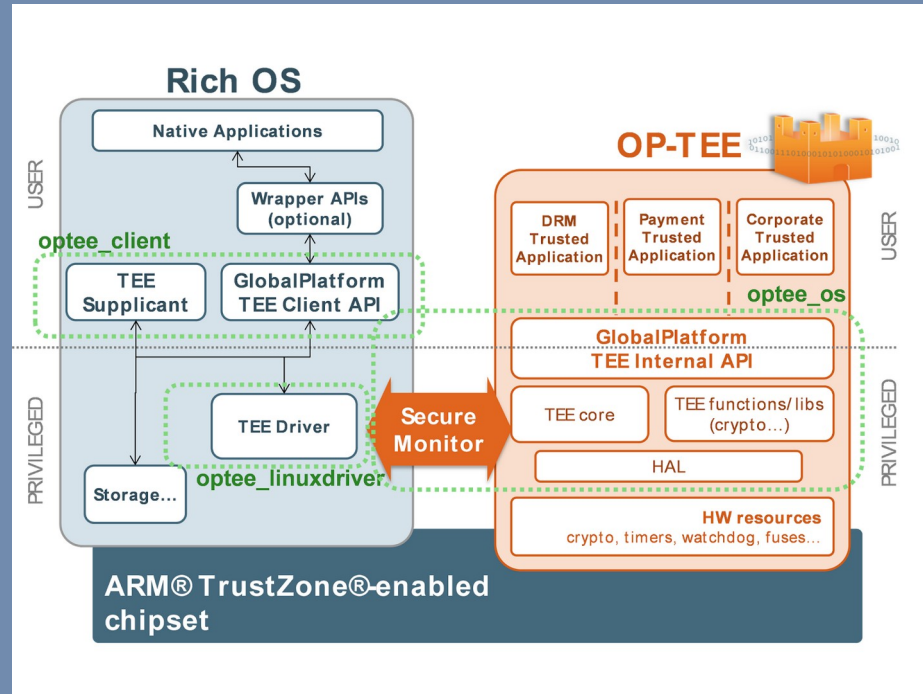 Rich OS
Native Applications
Wrapper APIs
(optional)
optee_client
TEE
Supplicant
GlobalPlatform
TEE Client API
TEE Driver
optee_linuxdriver
Storage...
USER
PRIVILEGED
Secure
Monitor
OP-TEE
10101
10010
01100111010001010100010101001
DRM
Trusted
Application
Payment
Trusted
Application
Corporate
Trusted
Application
optee_os
GlobalPlatform
TEE Internal API
TEE core
TEE functions/libs
(crypto...)
HAL
HW resources
crypto, timers, watchdog, fuses...
USER
PRIVILEGED
ARM® TrustZone®-enabled
chipset